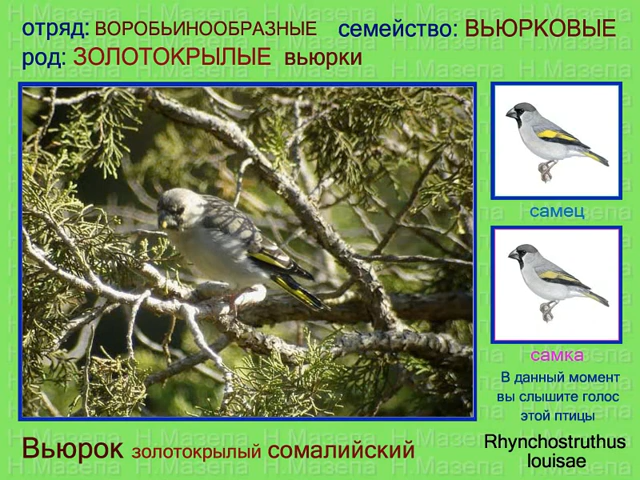 отряд: ВОРОБЬИНООБРАЗНЫЕ семейство: ВЬЮРКОВЫЕ
род: ЗОЛОТОКРЫЛЫЕ вьюрки
самец
самка
В данный момент
вы слышите голос
этой птицы
Вьюрок золотокрылый сомалийский
Rhynchostruthus
louisae
Н.Мазепа